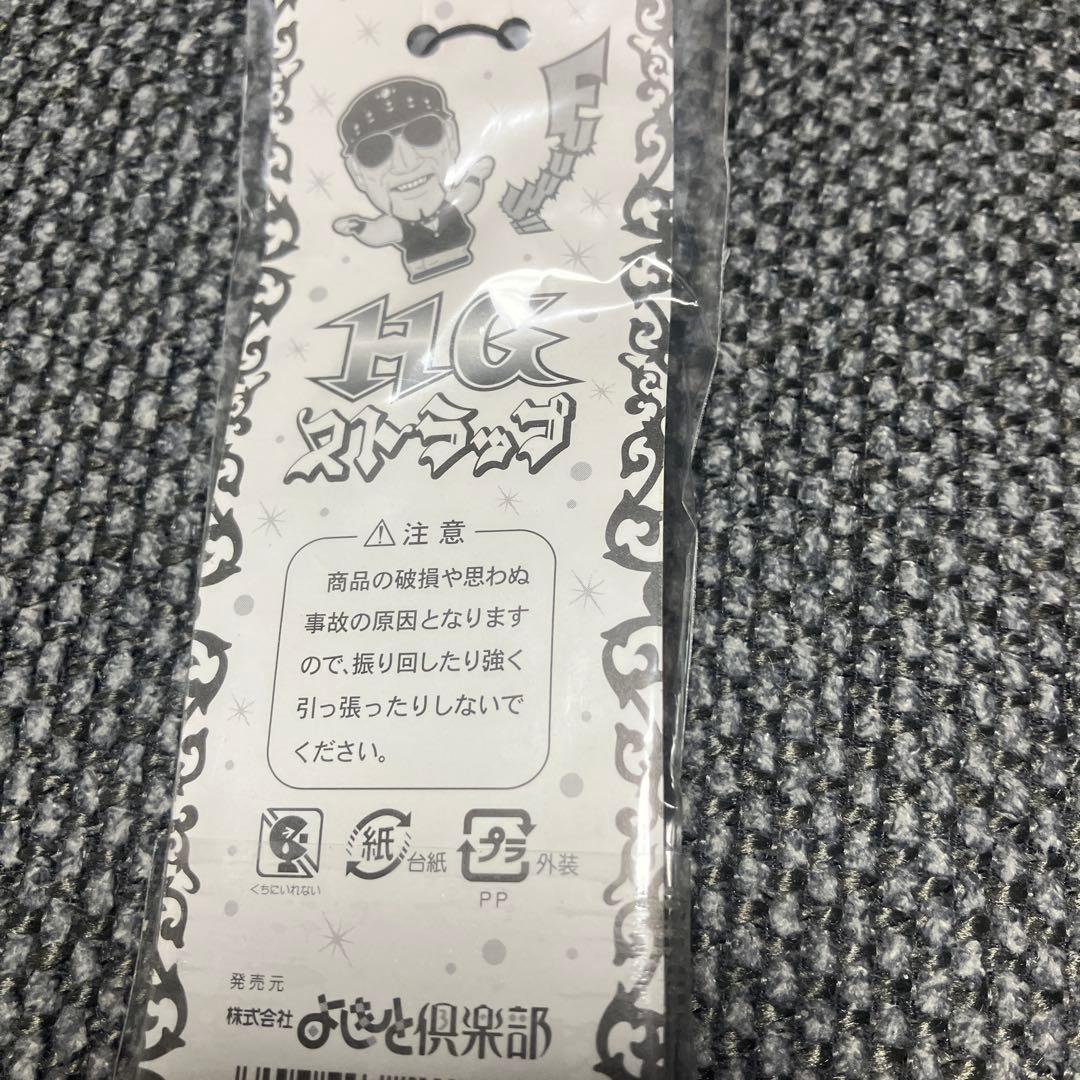 フゥー!!
HG
ストラップ
注意
商品の破損や思わぬ
事故の原因となります
ので、振り回したり強く
引っ張ったりしないで
ください。
くちにいれない
紙
台紙
プラ
外装
PP
発売元
株式会社 よしもと倶楽部